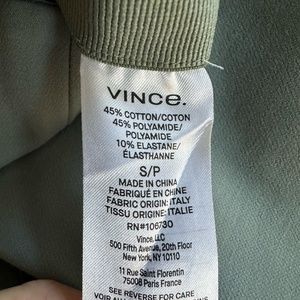 VINCE.
45% COTTON/COTON
45% POLYAMIDE/
POLYAMIDE
10% ELASTANE/
ÉLASTHANNE
S/P
MADE IN CHINA
FABRIQUÉ EN CHINE
FABRIC ORIGIN: ITALY
TISSU ORIGINE: ITALIE
RN#106730
Vince, LLC
500 Fifth Avenue, 20th Floor
New York, NY 10110
11 Rue Saint Florentin
75008 Paris France
SEE REVERSE FOR CARE
VOIR AU